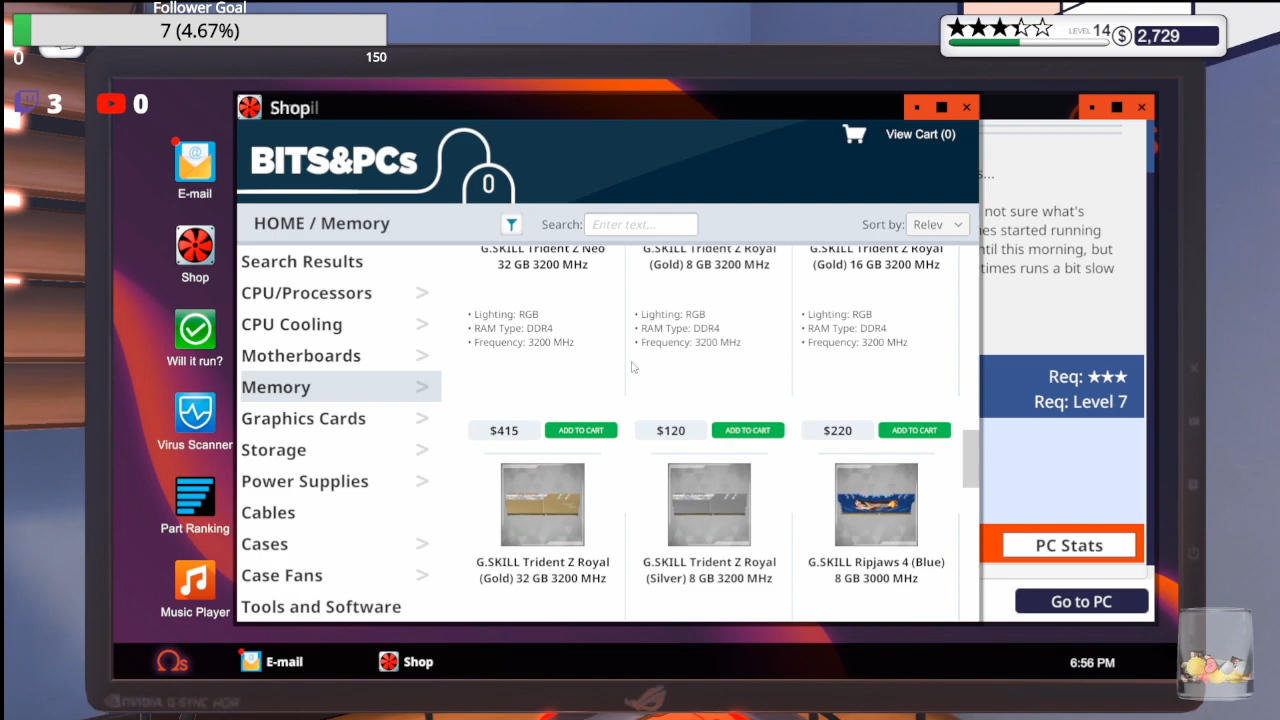 Follower Goal
7 (4.67%)
0
150
3
0
LEVEL 14
$ 2,729
Shop
BITS&PCs
View Cart (0)
HOME / Memory
Search:
Enter text...
Sort by:
Relev
Search Results
CPU/Processors
CPU Cooling
Motherboards
Memory
Graphics Cards
Storage
Power Supplies
Cables
Cases
Case Fans
Tools and Software
G.SKILL Trident Z Neo
32 GB 3200 MHz
• Lighting: RGB
• RAM Type: DDR4
• Frequency: 3200 MHz
$415
ADD TO CART
G.SKILL Trident Z Royal
(Gold) 8 GB 3200 MHz
• Lighting: RGB
• RAM Type: DDR4
• Frequency: 3200 MHz
$120
ADD TO CART
G.SKILL Trident Z Royal
(Gold) 16 GB 3200 MHz
• Lighting: RGB
• RAM Type: DDR4
• Frequency: 3200 MHz
$220
ADD TO CART
G.SKILL Trident Z Royal
(Gold) 32 GB 3200 MHz
G.SKILL Trident Z Royal
(Silver) 8 GB 3200 MHz
G.SKILL Ripjaws 4 (Blue)
8 GB 3000 MHz
s...
not sure what's
es started running
ntil this morning, but
times runs a bit slow
Req: ★★★
Req: Level 7
PC Stats
Go to PC
E-mail
Shop
Will it run?
Virus Scanner
Part Ranking
Music Player
Ωs
E-mail
Shop
6:56 PM
NVIDIA G-SYNC HDR